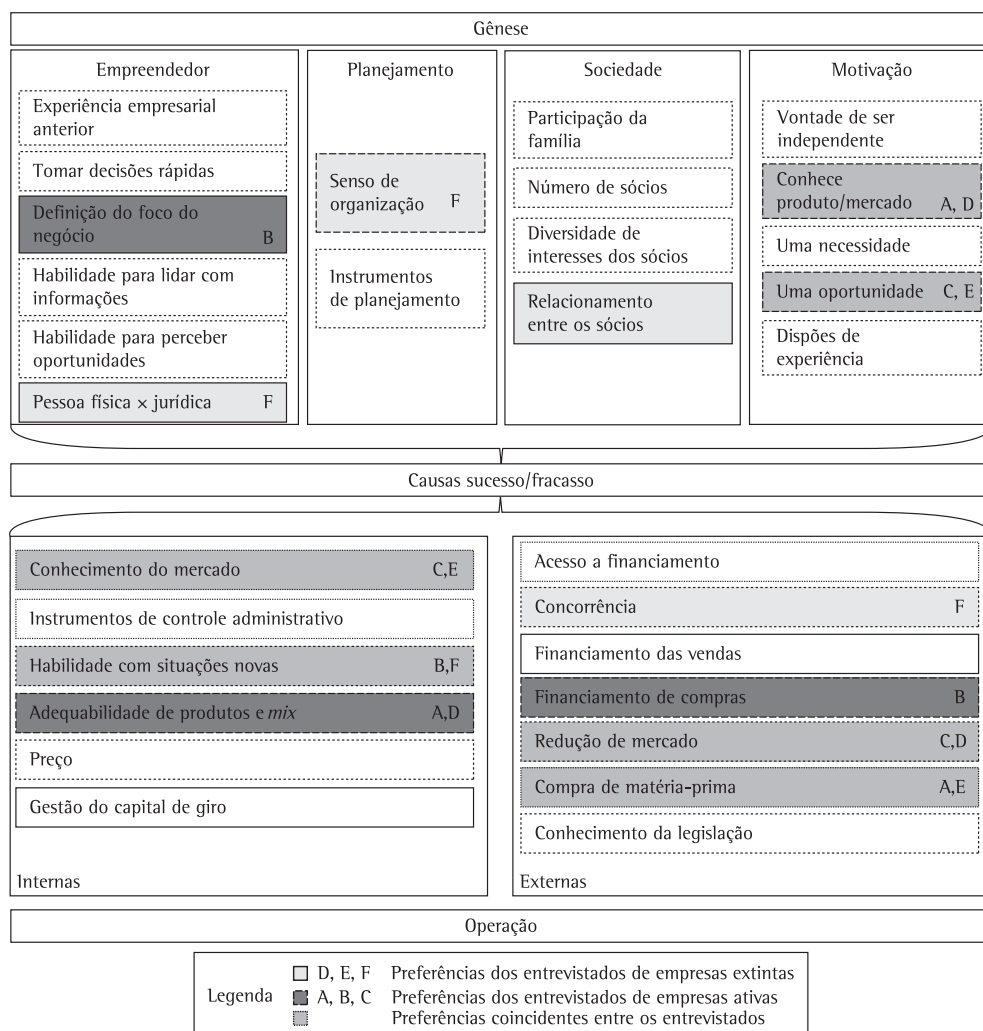 Gênese
Empreendedor
Experiência empresarial
anterior
Tomar decisões rápidas
Definição do foco do
negócio B
Habilidade para lidar com
informações
Habilidade para perceber
oportunidades
Pessoa física × jurídica F
Planejamento
Senso de
organização F
Instrumentos
de planejamento
Sociedade
Participação da
família
Número de sócios
Diversidade de
interesses dos sócios
Relacionamento
entre os sócios
Motivação
Vontade de ser
independente
Conhece
produto/mercado A, D
Uma necessidade
Uma oportunidade C, E
Dispões de
experiência
Causas sucesso/fracasso
Conhecimento do mercado C,E
Instrumentos de controle administrativo
Habilidade com situações novas B,F
Adequabilidade de produtos e mix A,D
Preço
Gestão do capital de giro
Internas
Acesso a financiamento
Concorrência F
Financiamento das vendas
Financiamento de compras B
Redução de mercado C,D
Compra de matéria-prima A,E
Conhecimento da legislação
Externas
Operação
Legenda
D, E, F Preferências dos entrevistados de empresas extintas
A, B, C Preferências dos entrevistados de empresas ativas
Preferências coincidentes entre os entrevistados